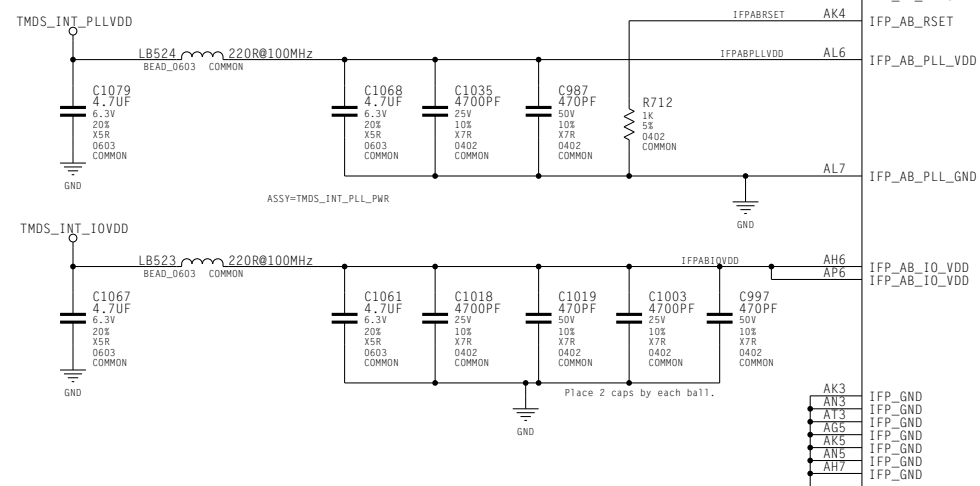 TMDS_INT_PLLVDD
LB524 220R@100MHz
BEAD_0603 COMMON
C1079
4.7UF
6.3V
20%
X5R
0603
COMMON
GND
C1068
4.7UF
6.3V
20%
X5R
0603
COMMON
C1035
4700PF
25V
10%
X7R
0402
COMMON
C987
470PF
50V
10%
X7R
0402
COMMON
R712
1K
5%
0402
COMMON
IFPABRSET AK4 IFP_AB_RSET
IFPABPLLVDD AL6 IFP_AB_PLL_VDD
AL7 IFP_AB_PLL_GND
GND
ASSY=TMDS_INT_PLL_PWR
TMDS_INT_IOVDD
LB523 220R@100MHz
BEAD_0603 COMMON
C1067
4.7UF
6.3V
20%
X5R
0603
COMMON
GND
C1061
4.7UF
6.3V
20%
X5R
0603
COMMON
C1018
4700PF
25V
10%
X7R
0402
COMMON
C1019
470PF
50V
10%
X7R
0402
COMMON
C1003
4700PF
25V
10%
X7R
0402
COMMON
C997
470PF
50V
10%
X7R
0402
COMMON
IFPABIOVDD AH6 IFP_AB_IO_VDD
AP6 IFP_AB_IO_VDD
Place 2 caps by each ball.
GND
AK3 IFP_GND
AN3 IFP_GND
AT3 IFP_GND
AG5 IFP_GND
AK5 IFP_GND
AN5 IFP_GND
AH7 IFP_GND